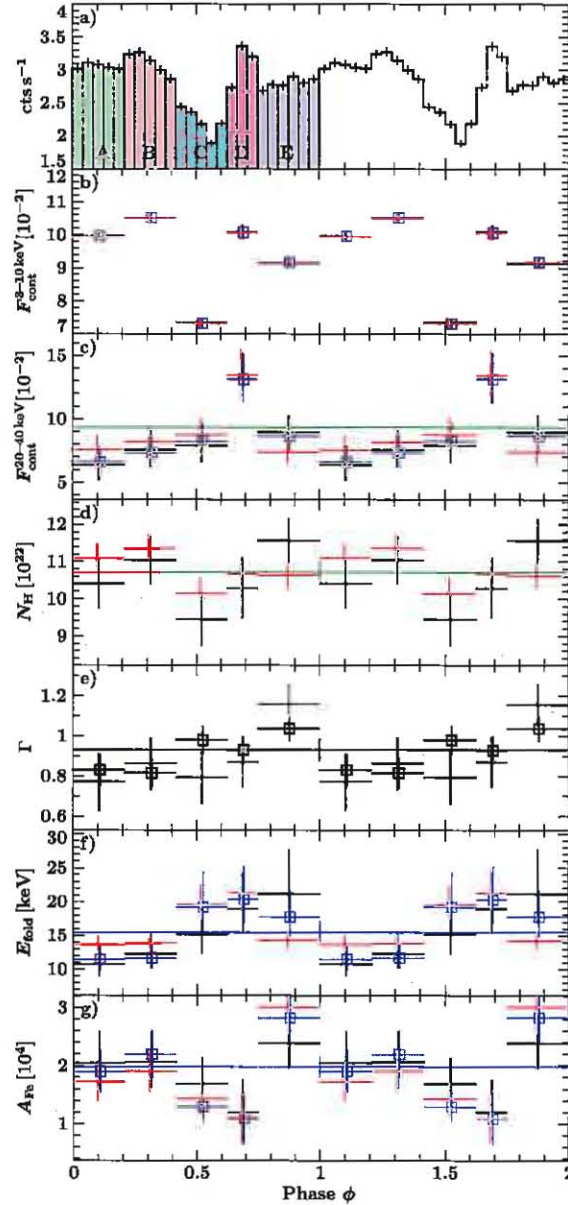 a)
cts s⁻¹
4
3.5
3
2.5
2
1.5
A
B
C
D
E
b)
F_cont^{3–10 keV} [10⁻²]
12
11
10
9
8
7
c)
F_cont^{20–40 keV} [10⁻²]
15
10
5
d)
N_H [10²²]
12
11
10
9
e)
Γ
1.2
1
0.8
0.6
f)
E_fold [keV]
30
25
20
15
10
g)
A_Fe [10⁴]
3
2
1
0
0.5
1
1.5
2
Phase ϕ